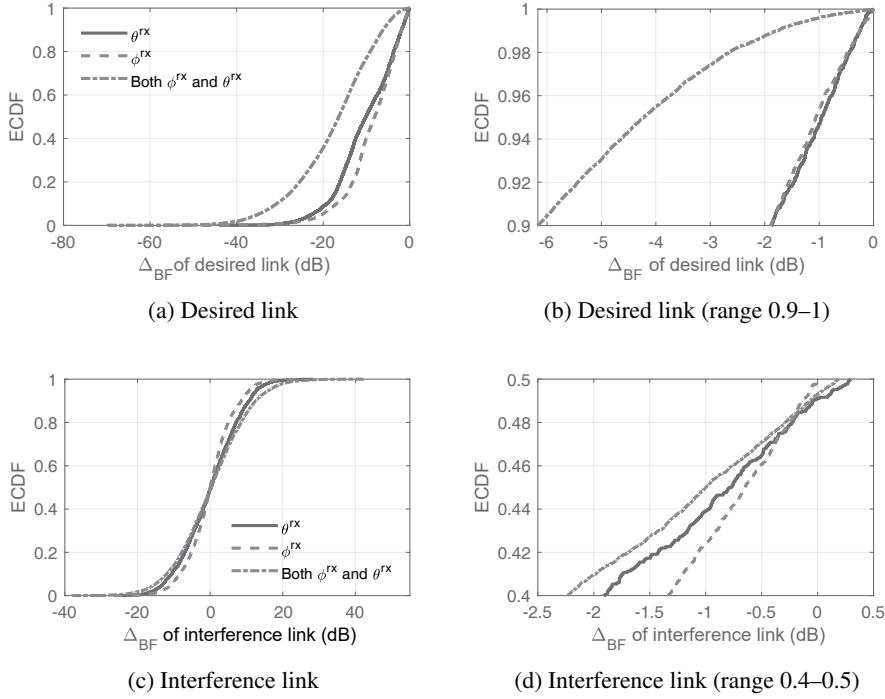 1
0.8
0.6
0.4
0.2
0
ECDF
θ^rx
ϕ^rx
Both ϕ^rx and θ^rx
-80 -60 -40 -20 0
Δ_BF of desired link (dB)
(a) Desired link
1
0.98
0.96
0.94
0.92
0.9
ECDF
-6 -5 -4 -3 -2 -1 0
Δ_BF of desired link (dB)
(b) Desired link (range 0.9–1)
1
0.8
0.6
0.4
0.2
0
ECDF
θ^rx
ϕ^rx
Both ϕ^rx and θ^rx
-40 -20 0 20 40
Δ_BF of interference link (dB)
(c) Interference link
0.5
0.48
0.46
0.44
0.42
0.4
ECDF
-2.5 -2 -1.5 -1 -0.5 0 0.5
Δ_BF of interference link (dB)
(d) Interference link (range 0.4–0.5)